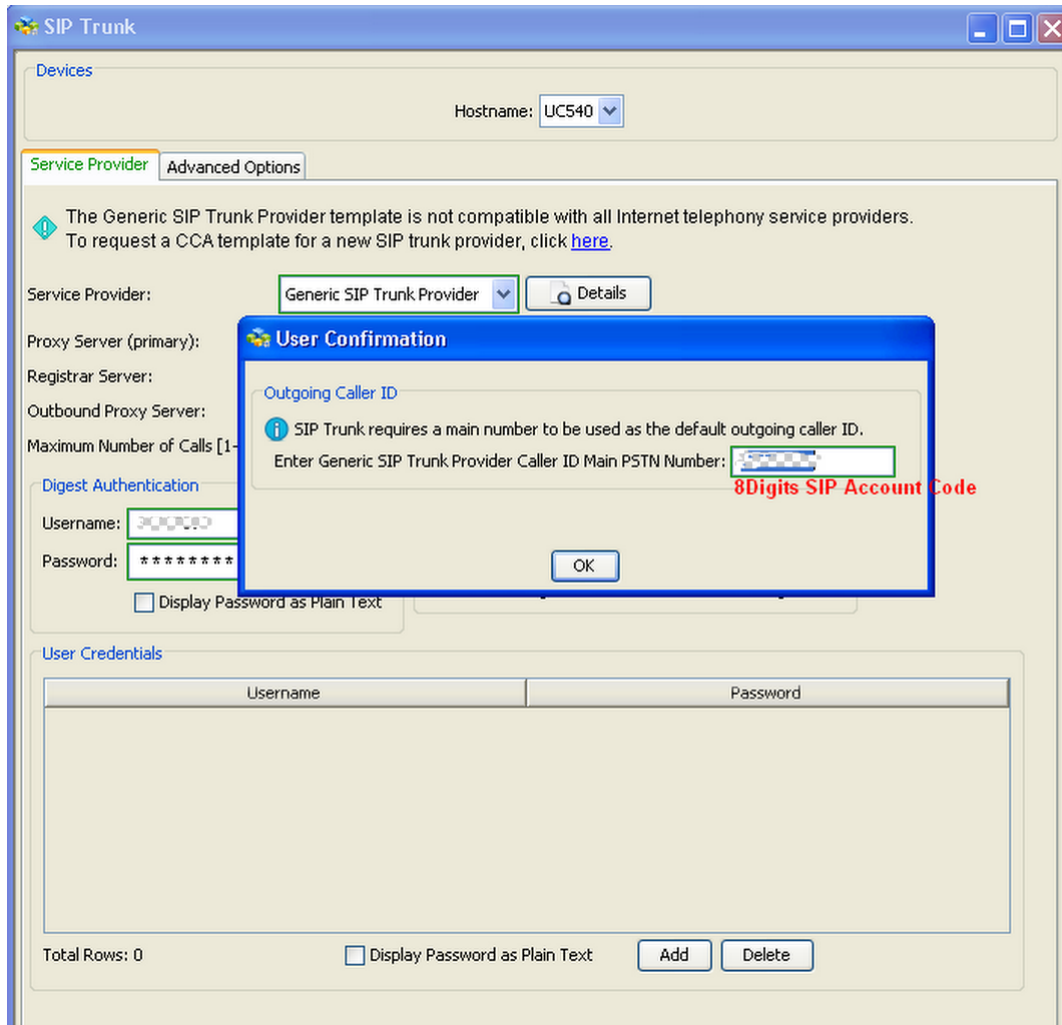 SIP Trunk
Devices
Hostname: UC540
Service Provider Advanced Options
The Generic SIP Trunk Provider template is not compatible with all Internet telephony service providers.
To request a CCA template for a new SIP trunk provider, click here.
Service Provider: Generic SIP Trunk Provider Details
Proxy Server (primary):
User Confirmation
Registrar Server:
Outgoing Caller ID
Outbound Proxy Server:
SIP Trunk requires a main number to be used as the default outgoing caller ID.
Maximum Number of Calls [1-
Enter Generic SIP Trunk Provider Caller ID Main PSTN Number:
8Digits SIP Account Code
Digest Authentication
Username:
Password: ********
OK
Display Password as Plain Text
User Credentials
Username Password
Total Rows: 0 Display Password as Plain Text Add Delete